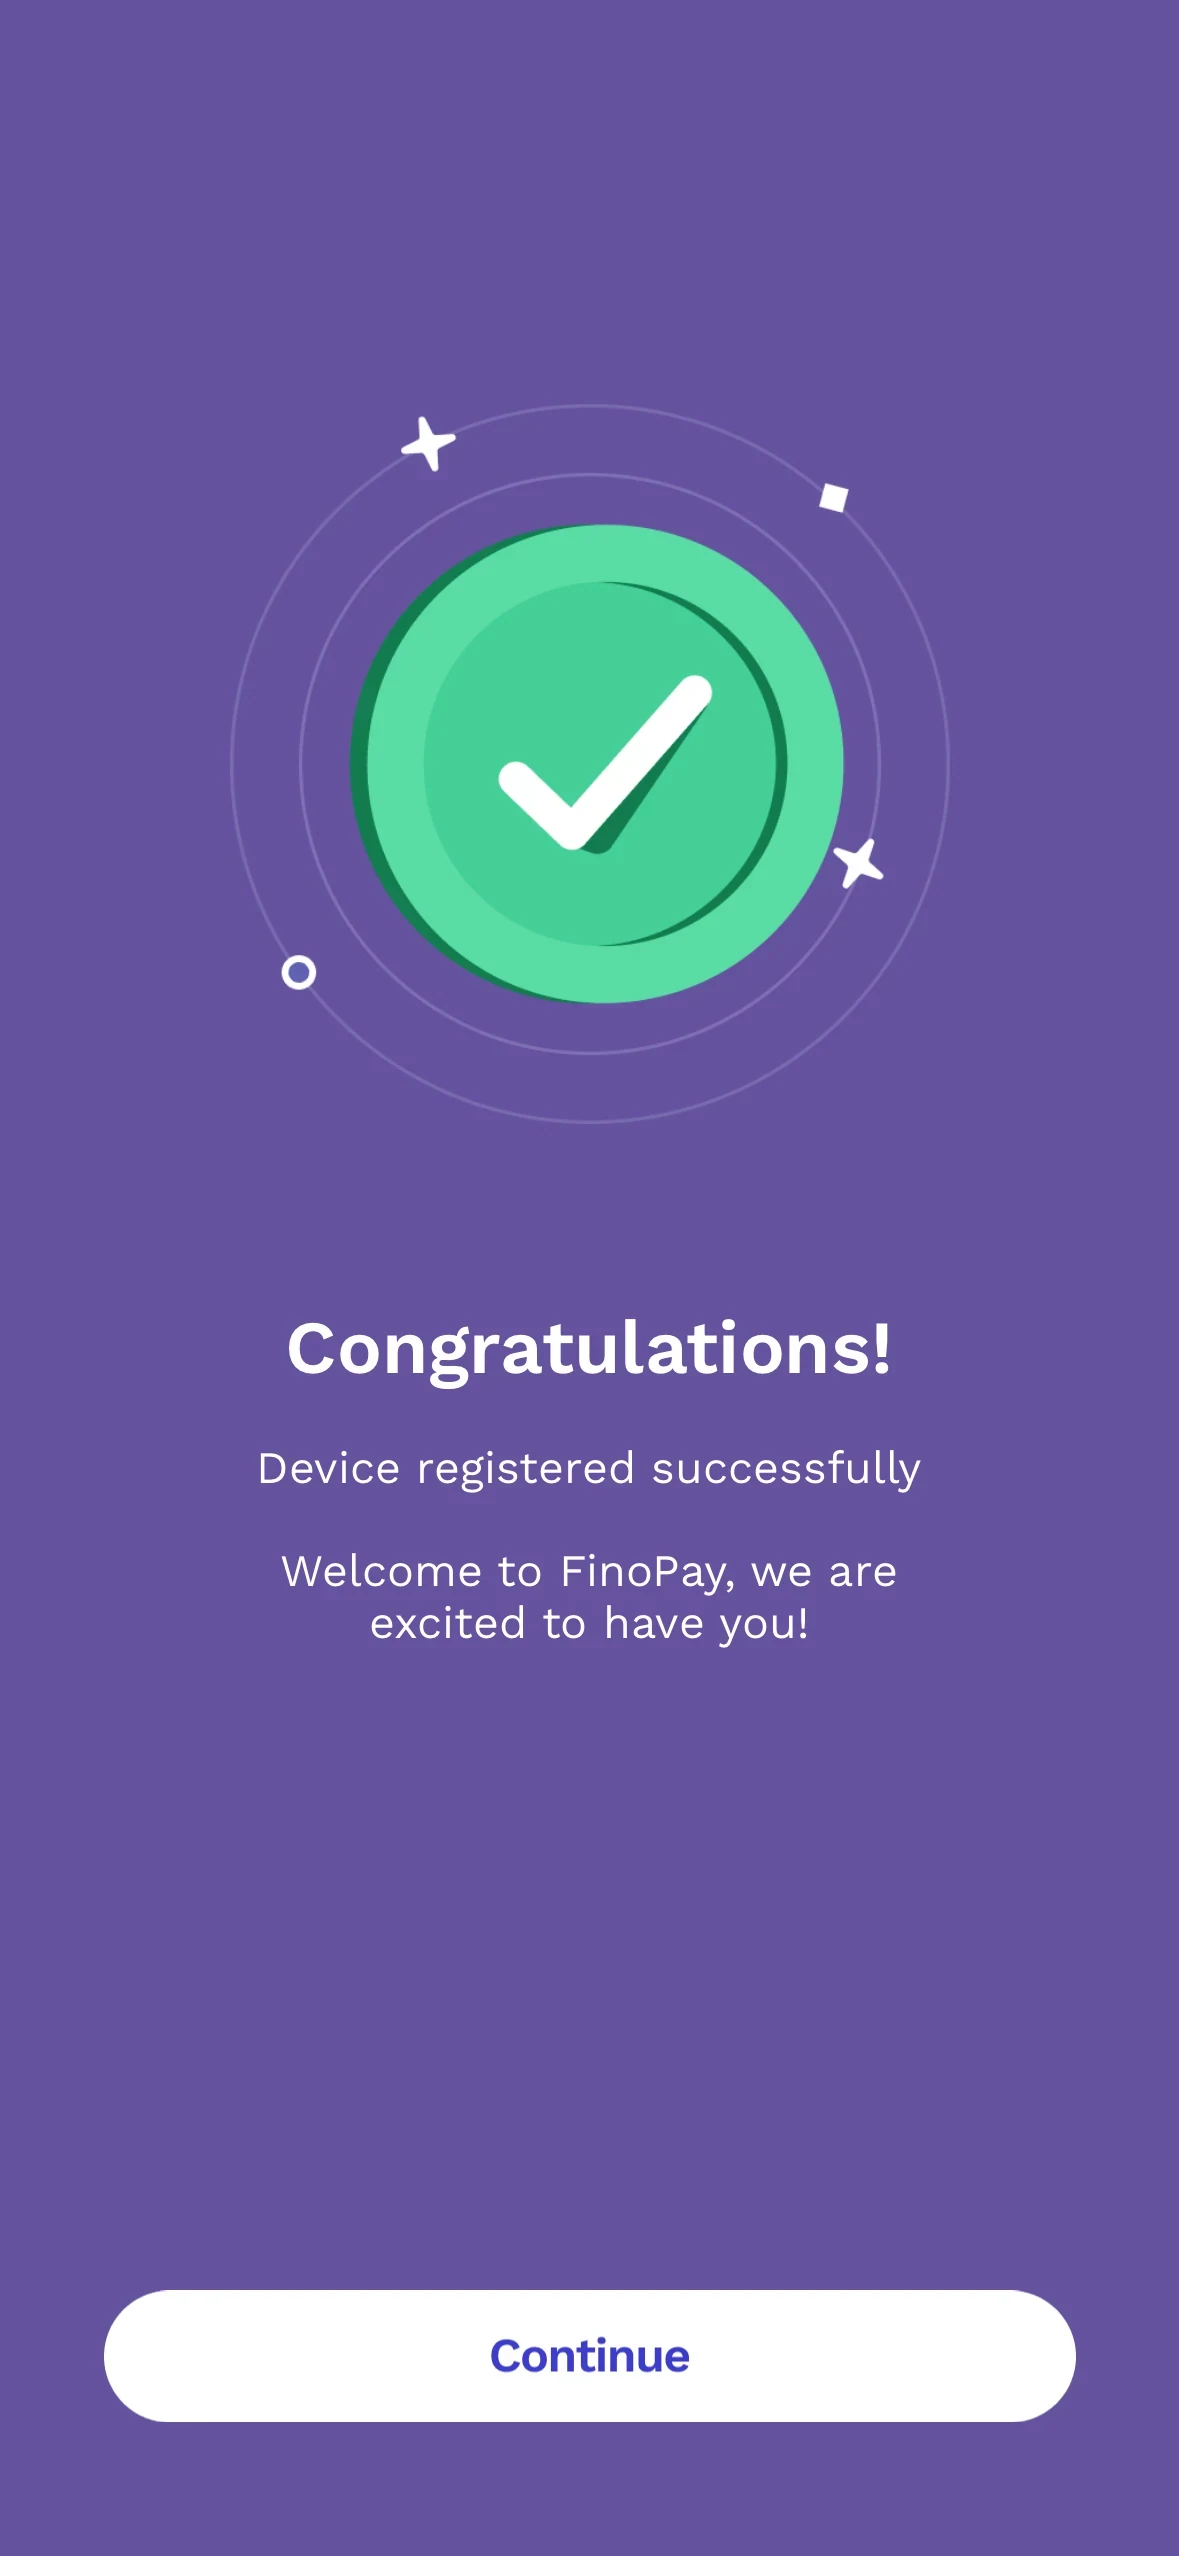 Congratulations!
Device registered successfully
Welcome to FinoPay, we are
excited to have you!
Continue